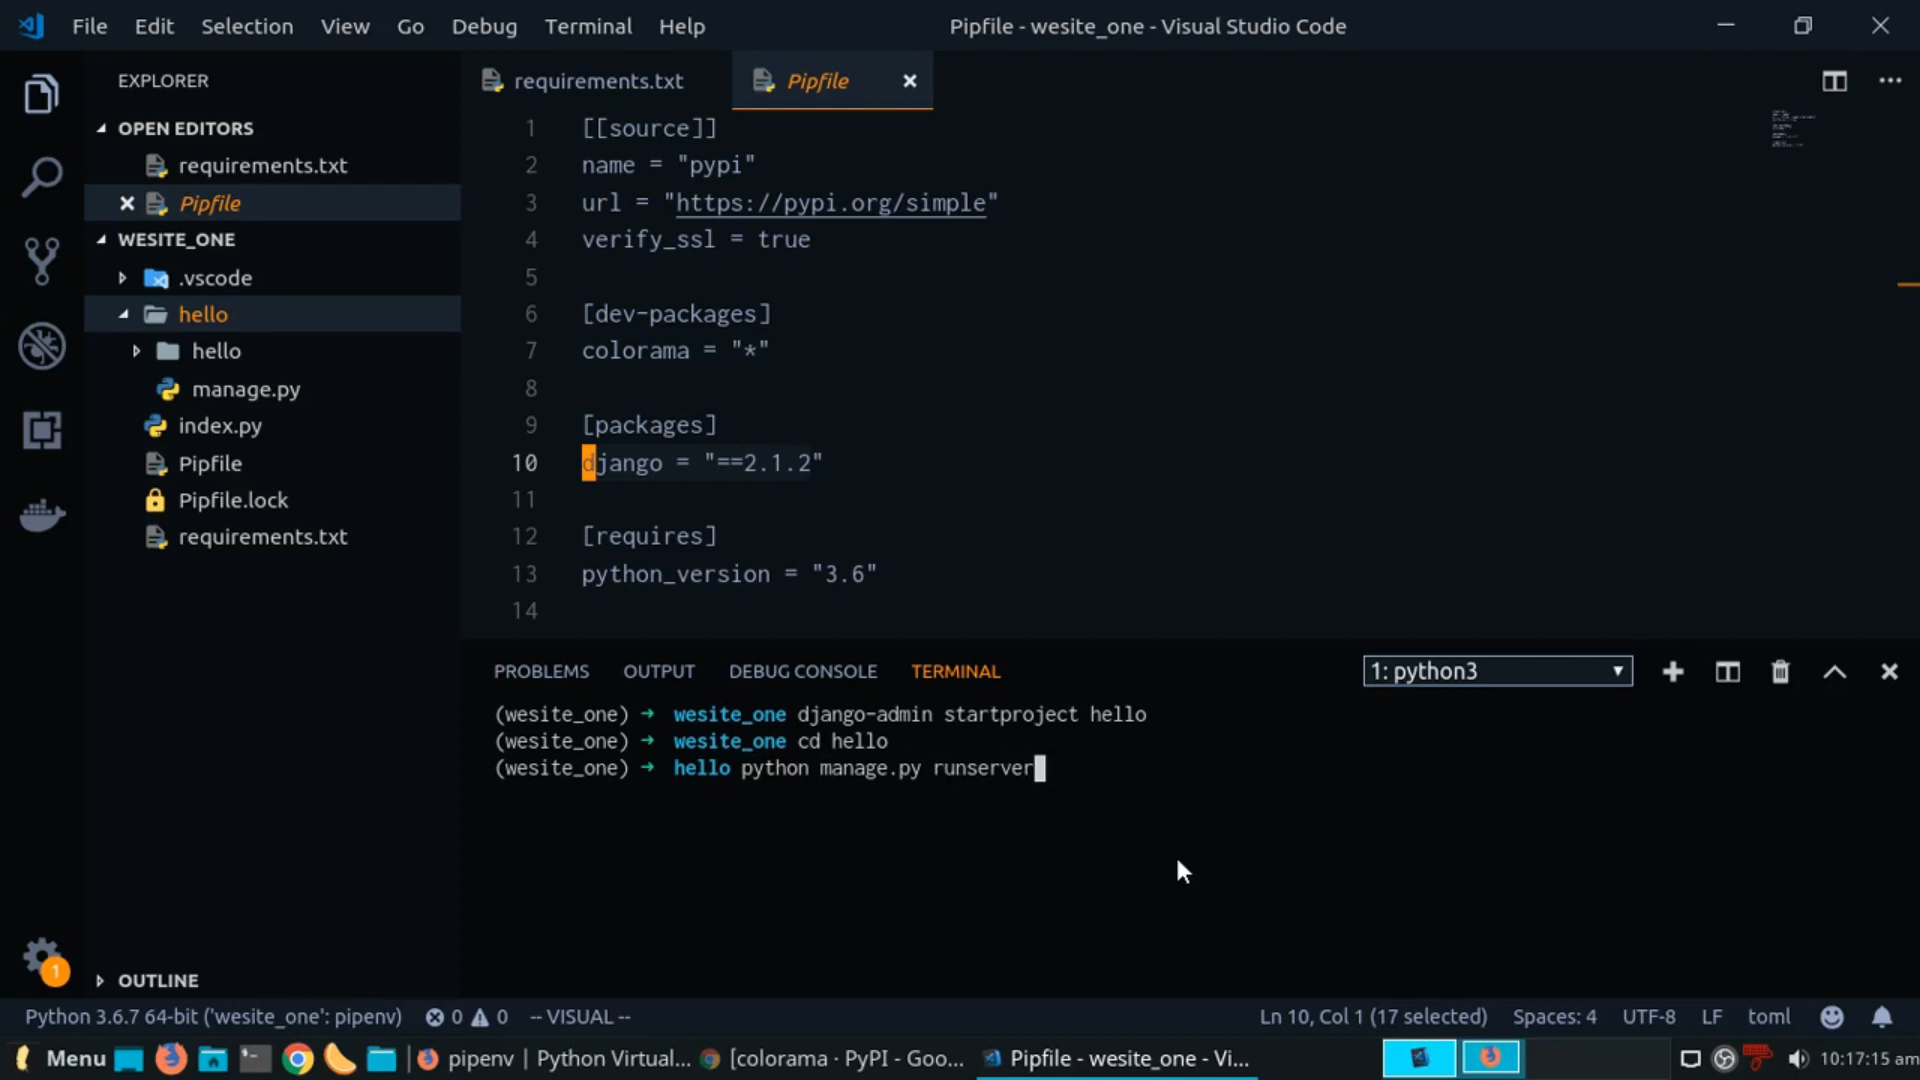 File Edit Selection View Go Debug Terminal Help
Pipfile - wesite_one - Visual Studio Code
EXPLORER
OPEN EDITORS
requirements.txt
Pipfile
WESITE_ONE
.vscode
hello
hello
manage.py
index.py
Pipfile
Pipfile.lock
requirements.txt
OUTLINE
1
requirements.txt
Pipfile
1 [[source]]
2 name = "pypi"
3 url = "https://pypi.org/simple"
4 verify_ssl = true
5
6 [dev-packages]
7 colorama = "*"
8
9 [packages]
10 django = "==2.1.2"
11
12 [requires]
13 python_version = "3.6"
14
PROBLEMS OUTPUT DEBUG CONSOLE TERMINAL
1: python3
(wesite_one) → wesite_one django-admin startproject hello
(wesite_one) → wesite_one cd hello
(wesite_one) → hello python manage.py runserver
Python 3.6.7 64-bit ('wesite_one': pipenv) 0 0 -- VISUAL --
Ln 10, Col 1 (17 selected) Spaces: 4 UTF-8 LF toml
Menu
pipenv | Python Virtual...
[colorama · PyPI - Goo...
Pipfile - wesite_one - Vi...
10:17:15 am